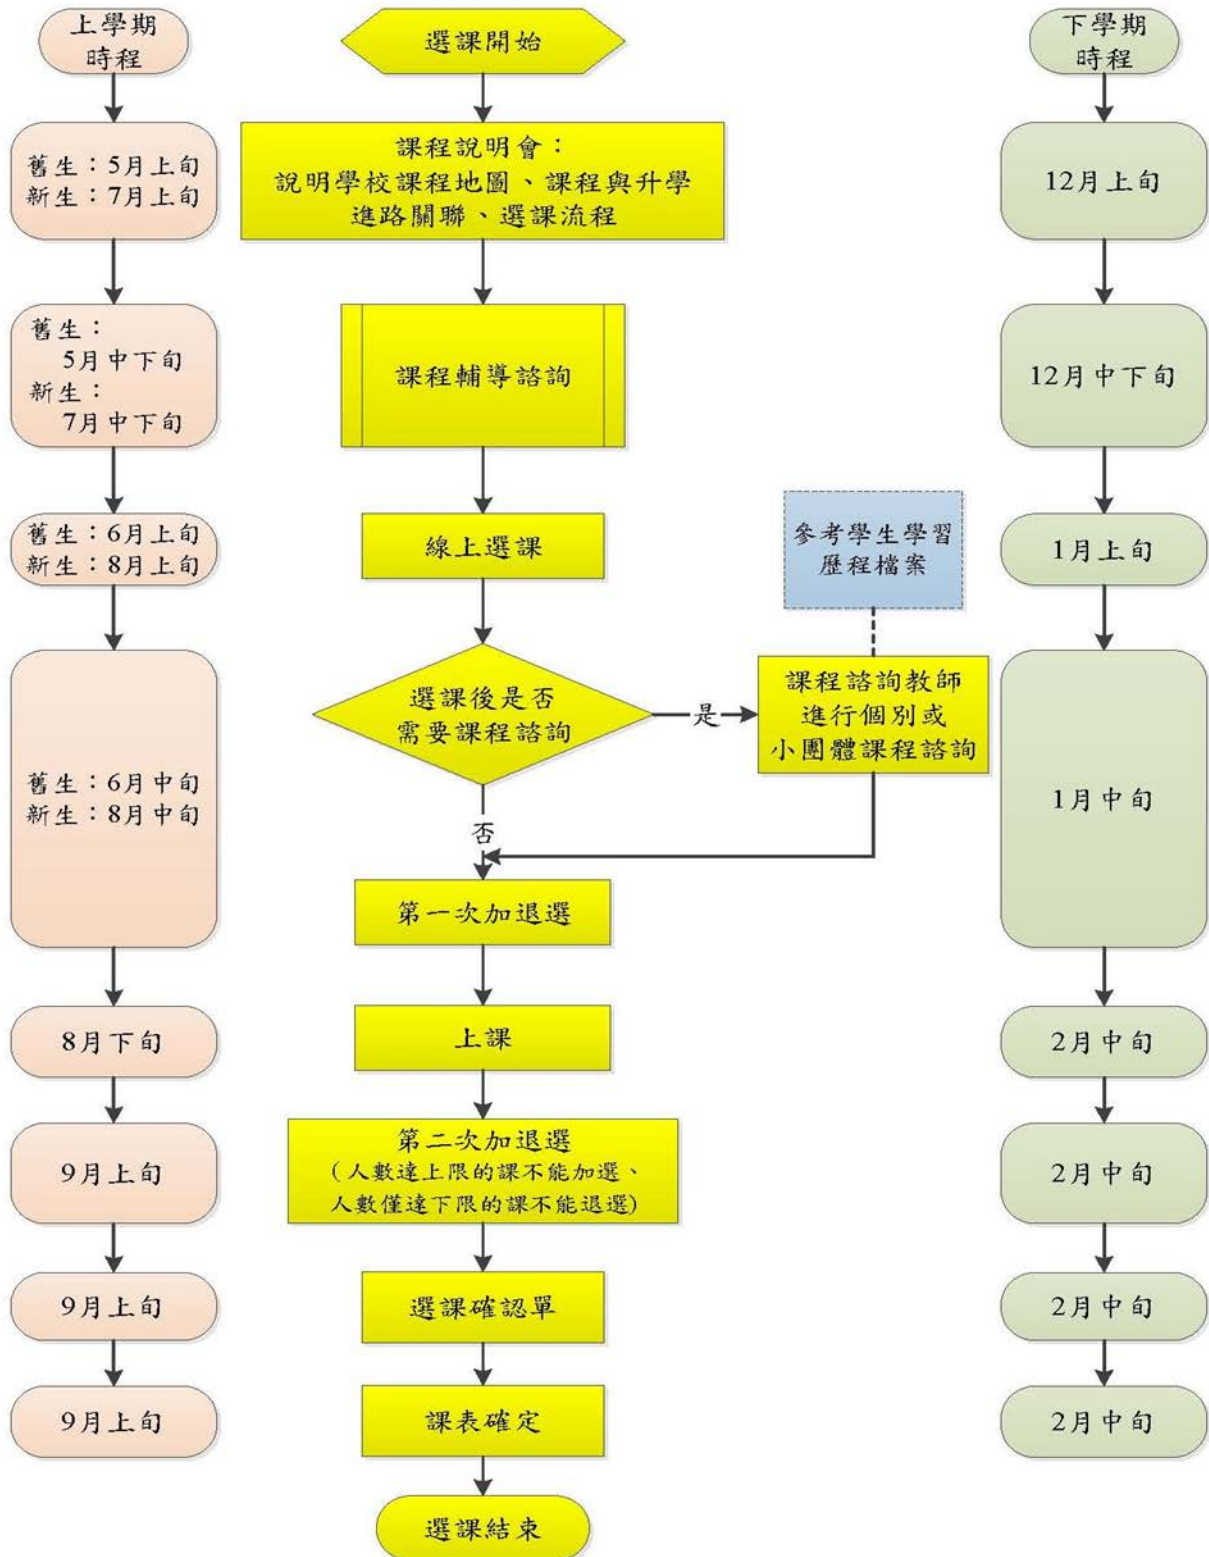 上學期
時程
選課開始
下學期
時程
舊生：5月上旬
新生：7月上旬
課程說明會：
說明學校課程地圖、課程與升學
進路關聯、選課流程
12月上旬
舊生：
5月中下旬
新生：
7月中下旬
課程輔導諮詢
12月中下旬
舊生：6月上旬
新生：8月上旬
線上選課
參考學生學習
歷程檔案
1月上旬
選課後是否
需要課程諮詢
是
課程諮詢教師
進行個別或
小團體課程諮詢
舊生：6月中旬
新生：8月中旬
1月中旬
否
第一次加退選
8月下旬
上課
2月中旬
9月上旬
第二次加退選
（人數達上限的課不能加選、
人數僅達下限的課不能退選）
2月中旬
9月上旬
選課確認單
2月中旬
9月上旬
課表確定
2月中旬
選課結束